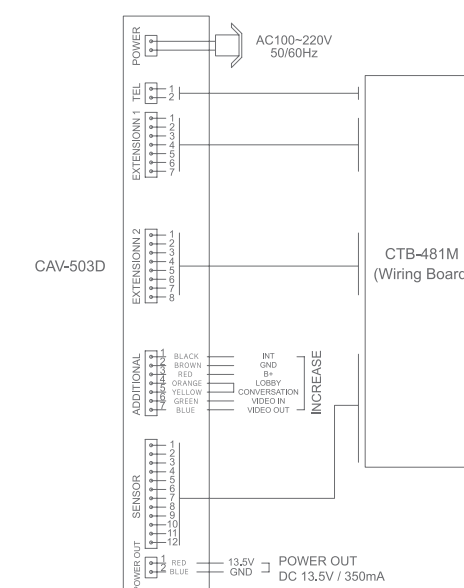 POWER
AC100~220V
50/60Hz
TEL
1
2
EXTENSIONN 1
1
2
3
4
5
6
7
EXTENSIONN 2
1
2
3
4
5
6
7
8
CAV-503D
CTB-481M
(Wiring Board
ADDITIONAL
1 BLACK INT
2 BROWN GND
3 RED B+
4 ORANGE LOBBY
5 YELLOW CONVERSATION
6 GREEN VIDEO IN
7 BLUE VIDEO OUT
INCREASE
SENSOR
1
2
3
4
5
6
7
8
9
10
11
12
POWER OUT
1 RED 13.5V
2 BLUE GND
POWER OUT
DC 13.5V / 350mA